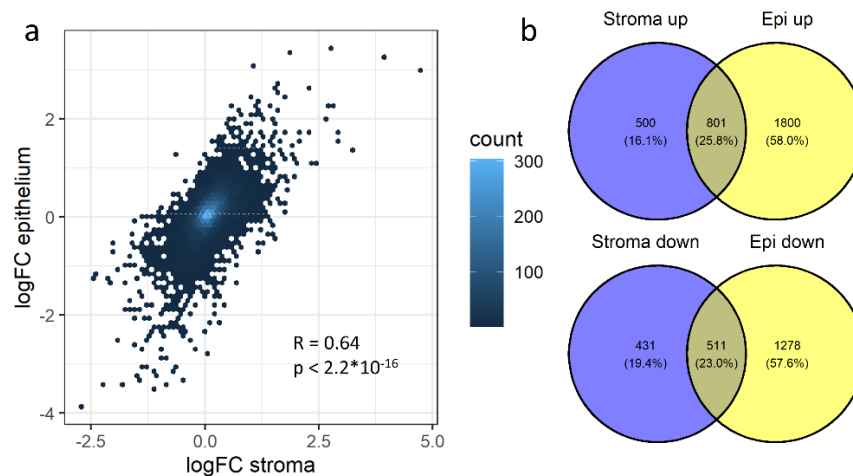 a
logFC epithelium
2
0
-2
-4
-2.5
0.0
2.5
5.0
logFC stroma
R = 0.64
p < 2.2*10-16
count
300
200
100
b
Stroma up
Epi up
500
(16.1%)
801
(25.8%)
1800
(58.0%)
Stroma down
Epi down
431
(19.4%)
511
(23.0%)
1278
(57.6%)